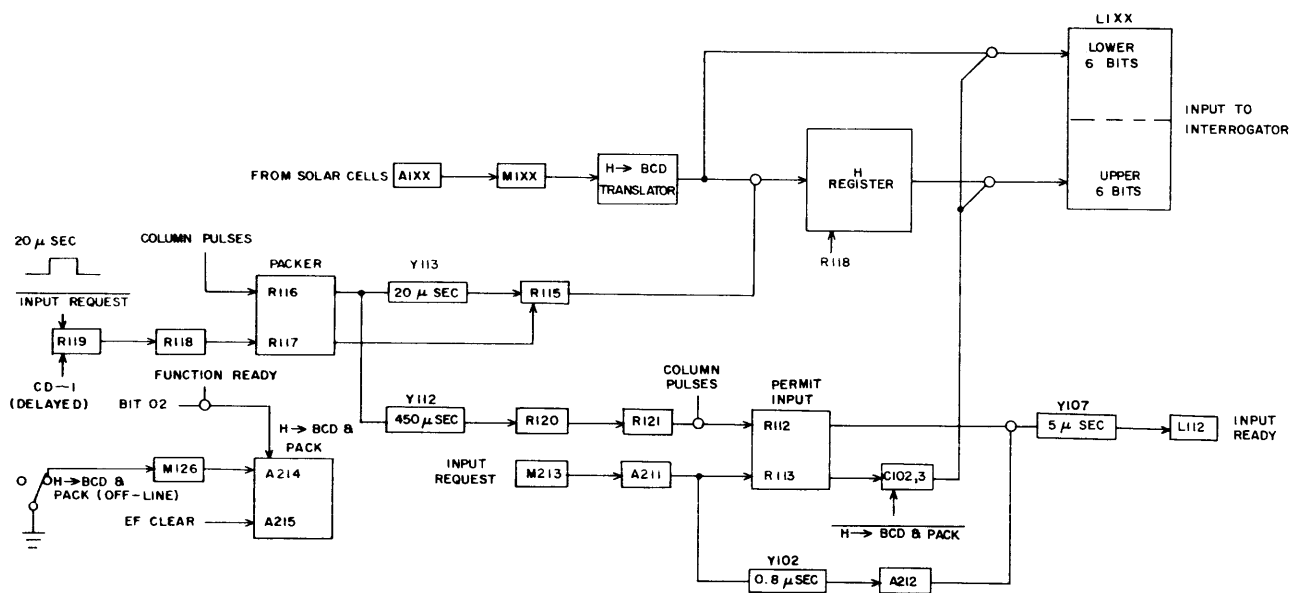 L1XX
LOWER
6 BITS
INPUT TO
INTERROGATOR
UPPER
6 BITS
FROM SOLAR CELLS
A1XX
M1XX
H→ BCD
TRANSLATOR
H
REGISTER
R118
20 μ SEC
COLUMN PULSES
INPUT REQUEST
PACKER
R116
R117
Y113
20 μ SEC
R115
R119
R118
CD-1
(DELAYED)
FUNCTION READY
BIT 02
H→ BCD &
PACK
Y112
450 μ SEC
R120
R121
COLUMN
PULSES
PERMIT
INPUT
R112
R113
Y107
5 μ SEC
L112
INPUT
READY
M126
A214
A215
H→BCD &
PACK (OFF-LINE)
EF CLEAR
INPUT
REQUEST
M213
A211
C102,3
H→ BCD & PACK
Y102
0.8 μ SEC
A212